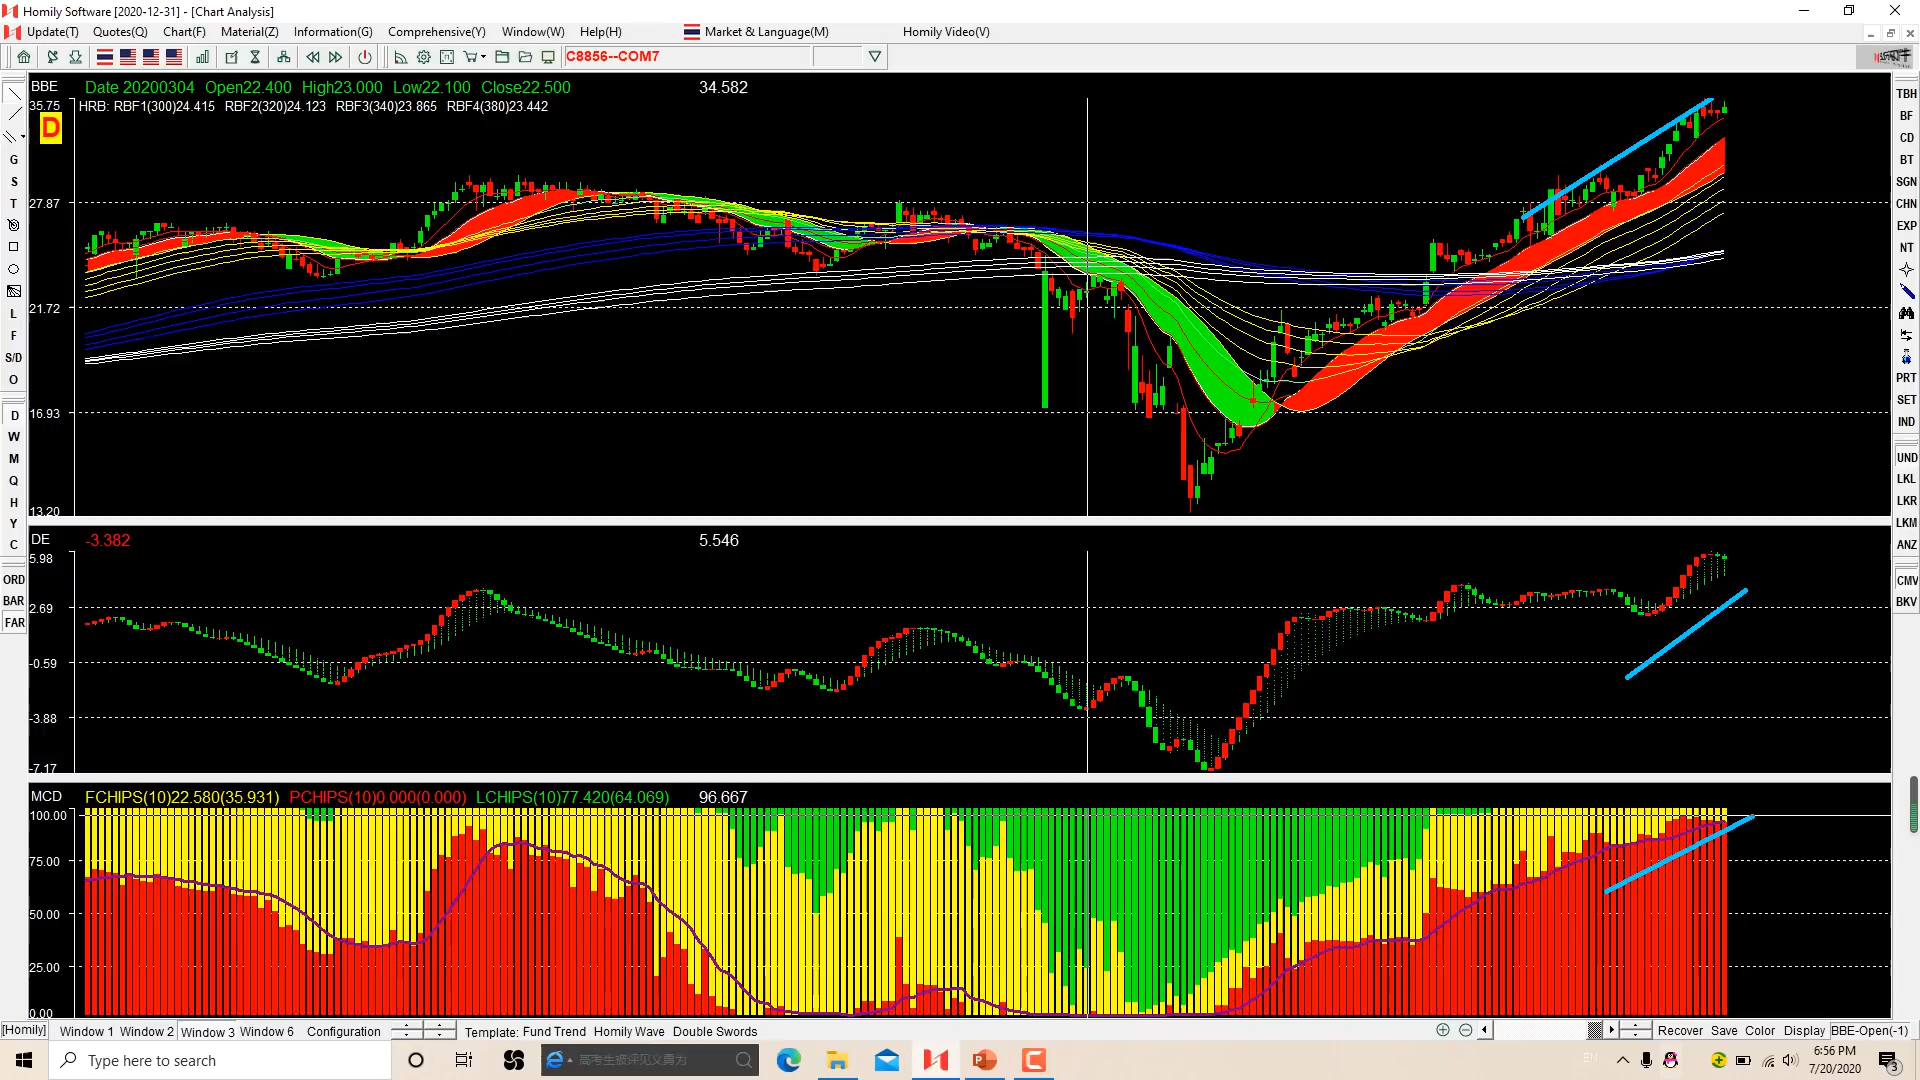 Homily Software [2020-12-31] - [Chart Analysis]
Update(T) Quotes(Q) Chart(F) Material(Z) Information(G) Comprehensive(Y) Window(W) Help(H) Market & Language(M) Homily Video(V)
C8856--COM7
BBE Date 20200304 Open22.400 High23.000 Low22.100 Close22.500 34.582
35.75 HRB: RBF1(300)24.415 RBF2(320)24.123 RBF3(340)23.865 RBF4(380)23.442
D
27.87
21.72
16.93
13.20
DE -3.382 5.546
5.98
2.69
-0.59
-3.88
-7.17
MCD FCHIPS(10)22.580(35.931) PCHIPS(10)0.000(0.000) LCHIPS(10)77.420(64.069) 96.667
100.00
75.00
50.00
25.00
0.00
G
S
T
L
F
S/D
O
D
W
M
Q
H
Y
C
ORD
BAR
FAR
TBH
BF
CD
BT
SGN
CHN
EXP
NT
PRT
SET
IND
UND
LKL
LKR
LKM
ANZ
CMV
BKV
[Homily] Window 1 Window 2 Window 3 Window 6 Configuration Template: Fund Trend Homily Wave Double Swords Recover Save Color Display BBE-Open(-1)
Type here to search
6:56 PM
7/20/2020
3